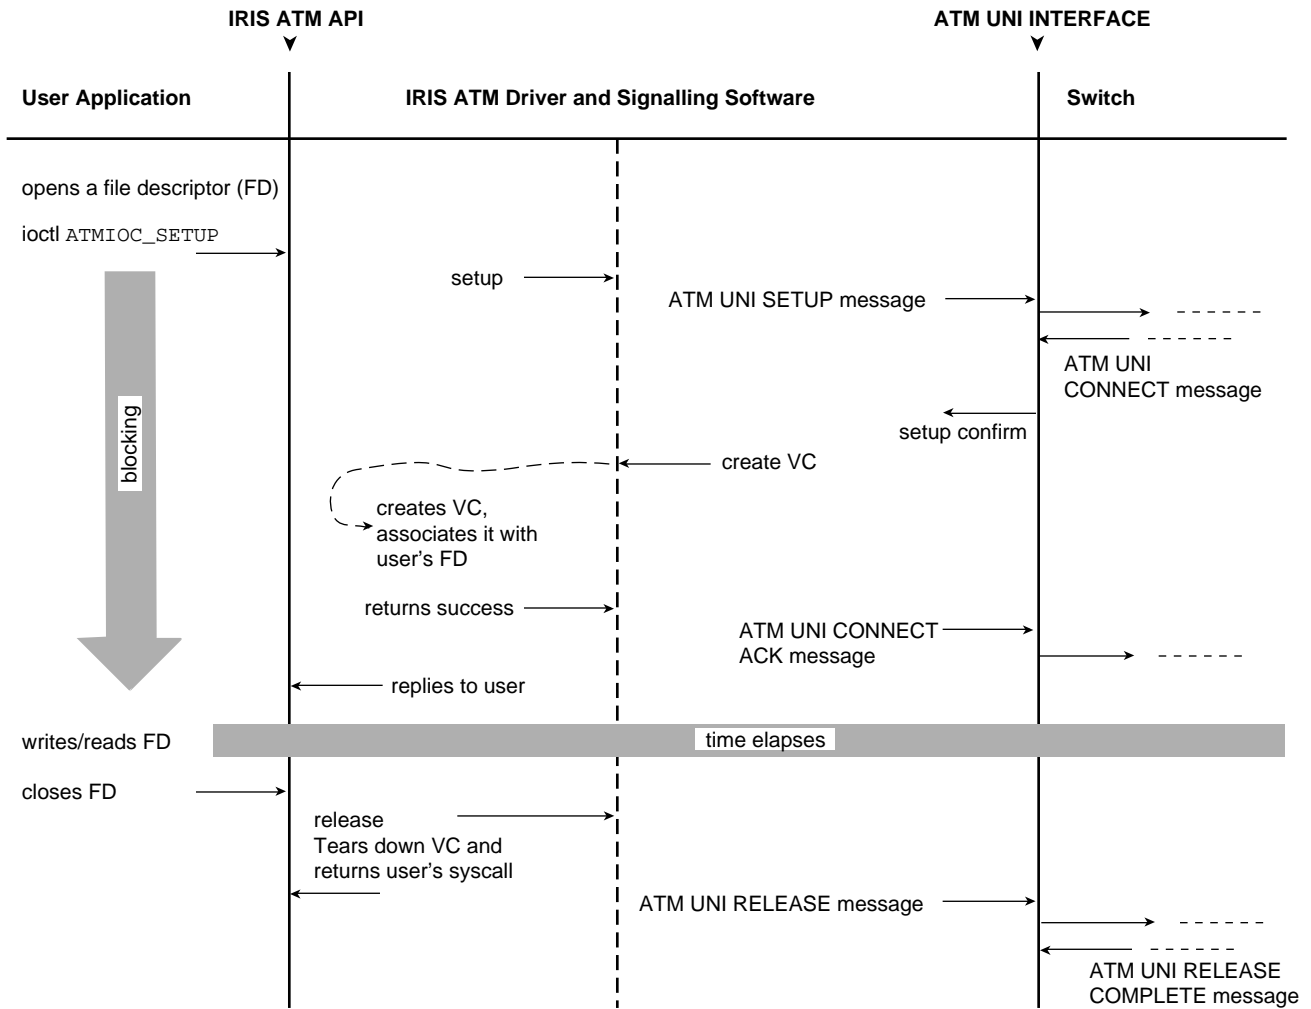 IRIS ATM API
ATM UNI INTERFACE
User Application
IRIS ATM Driver and Signalling Software
Switch
opens a file descriptor (FD)
ioctl ATMIOC_SETUP
setup
ATM UNI SETUP message
ATM UNI
CONNECT message
setup confirm
blocking
create VC
creates VC,
associates it with
user's FD
returns success
ATM UNI CONNECT
ACK message
replies to user
writes/reads FD
time elapses
closes FD
release
Tears down VC and
returns user's syscall
ATM UNI RELEASE message
ATM UNI RELEASE
COMPLETE message